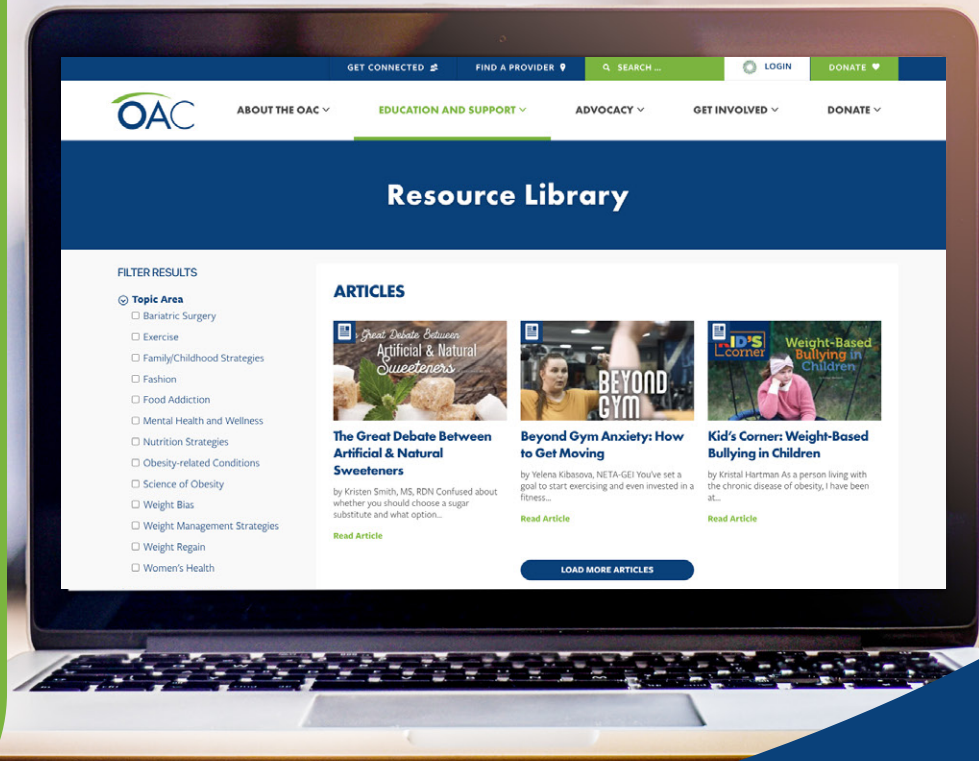 GET CONNECTED
FIND A PROVIDER
SEARCH ...
LOGIN
DONATE
OAC
ABOUT THE OAC
EDUCATION AND SUPPORT
ADVOCACY
GET INVOLVED
DONATE
Resource Library
FILTER RESULTS
Topic Area
Bariatric Surgery
Exercise
Family/Childhood Strategies
Fashion
Food Addiction
Mental Health and Wellness
Nutrition Strategies
Obesity-related Conditions
Science of Obesity
Weight Bias
Weight Management Strategies
Weight Regain
Women's Health
ARTICLES
Great Debate Between
Artificial & Natural
Sweeteners
The Great Debate Between
Artificial & Natural
Sweeteners
by Kristen Smith, MS, RDN Confused about
whether you should choose a sugar
substitute and what option...
Read Article
BEYOND
GYM
Beyond Gym Anxiety: How
to Get Moving
by Yelena Kibasova, NETA-GEI You've set a
goal to start exercising and even invested in a
fitness...
Read Article
KID'S
corner
Weight-Based
Bullying in
Children
Kid's Corner: Weight-Based
Bullying in Children
by Kristal Hartman As a person living with
the chronic disease of obesity, I have been
at...
Read Article
LOAD MORE ARTICLES